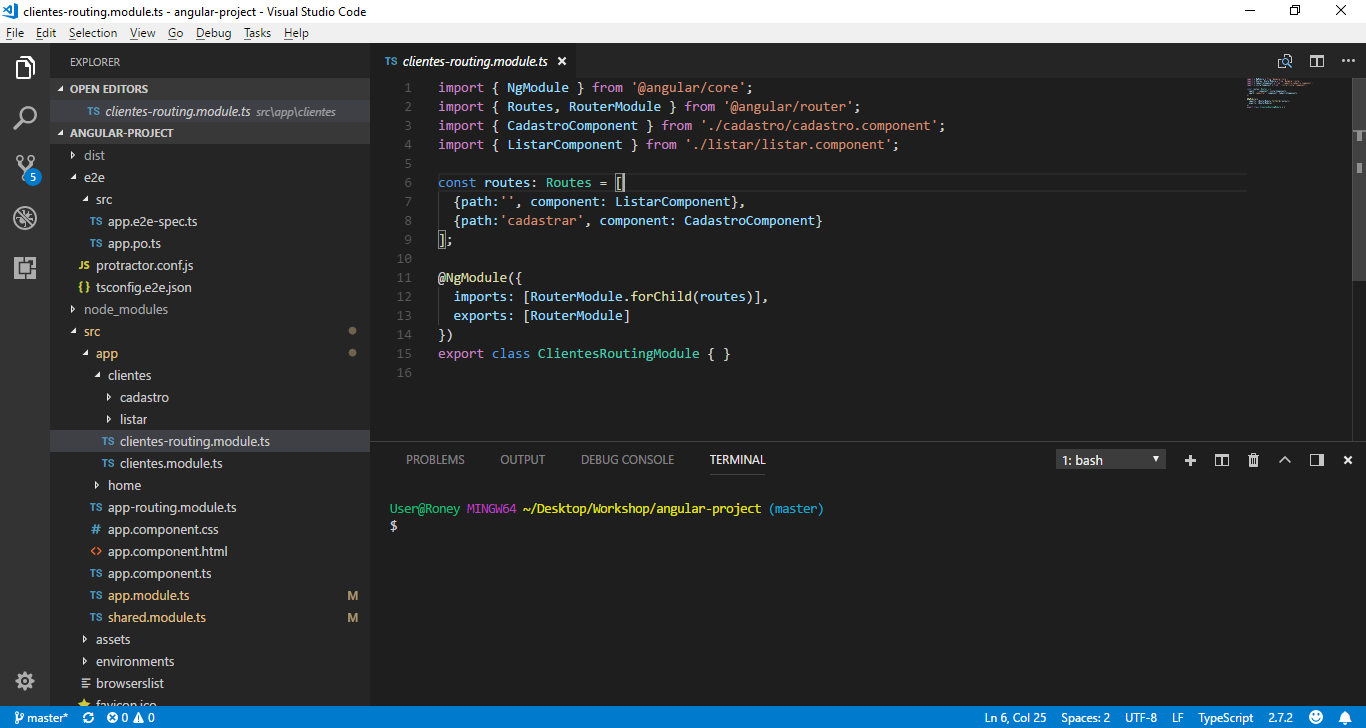 clientes-routing.module.ts - angular-project - Visual Studio Code
File Edit Selection View Go Debug Tasks Help
EXPLORER
OPEN EDITORS
TS clientes-routing.module.ts src\app\clientes
ANGULAR-PROJECT
dist
e2e
src
TS app.e2e-spec.ts
TS app.po.ts
JS protractor.conf.js
{} tsconfig.e2e.json
node_modules
src
app
clientes
cadastro
listar
TS clientes-routing.module.ts
TS clientes.module.ts
home
TS app-routing.module.ts
# app.component.css
<> app.component.html
TS app.component.ts
TS app.module.ts M
TS shared.module.ts M
assets
environments
browserslist
favicon.ico
5
TS clientes-routing.module.ts
1 import { NgModule } from '@angular/core';
2 import { Routes, RouterModule } from '@angular/router';
3 import { CadastroComponent } from './cadastro/cadastro.component';
4 import { ListarComponent } from './listar/listar.component';
5
6 const routes: Routes = [
7 {path:'', component: ListarComponent},
8 {path:'cadastrar', component: CadastroComponent}
9 ];
10
11 @NgModule({
12 imports: [RouterModule.forChild(routes)],
13 exports: [RouterModule]
14 })
15 export class ClientesRoutingModule { }
16
PROBLEMS OUTPUT DEBUG CONSOLE TERMINAL 1: bash
User@Roney MINGW64 ~/Desktop/Workshop/angular-project (master)
$
master* 0 0 Ln 6, Col 25 Spaces: 2 UTF-8 LF TypeScript 2.7.2